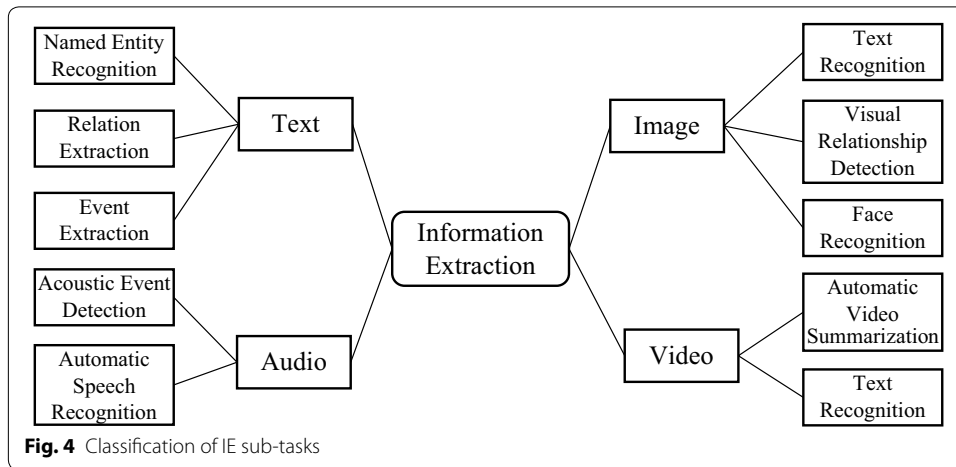 Named Entity
Recognition
Relation
Extraction
Event
Extraction
Text
Acoustic Event
Detection
Automatic
Speech
Recognition
Audio
Information
Extraction
Image
Text
Recognition
Visual
Relationship
Detection
Face
Recognition
Video
Automatic
Video
Summarization
Text
Recognition
Fig. 4 Classification of IE sub-tasks